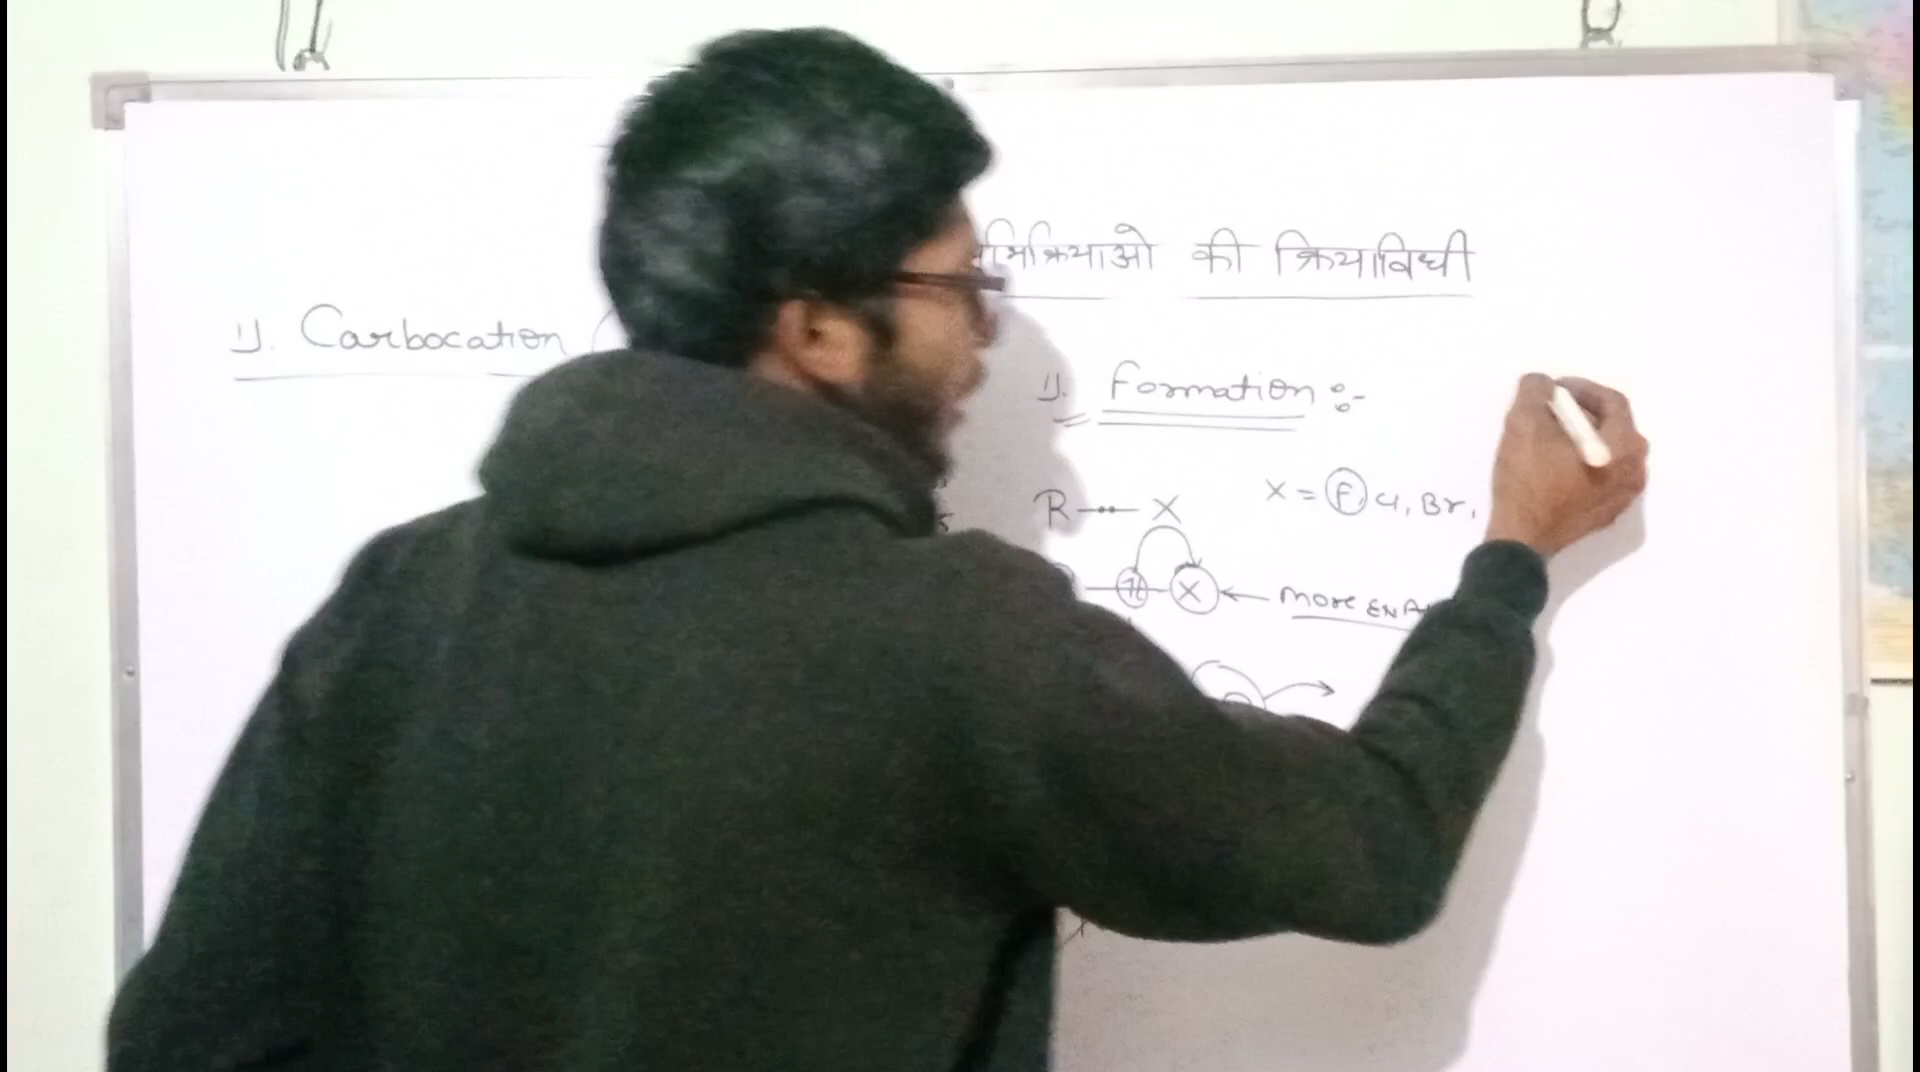 की क्रियाविधी
1). Carbocation
1). Formation :-
R X X = F, Cl, Br,
X ← More EN